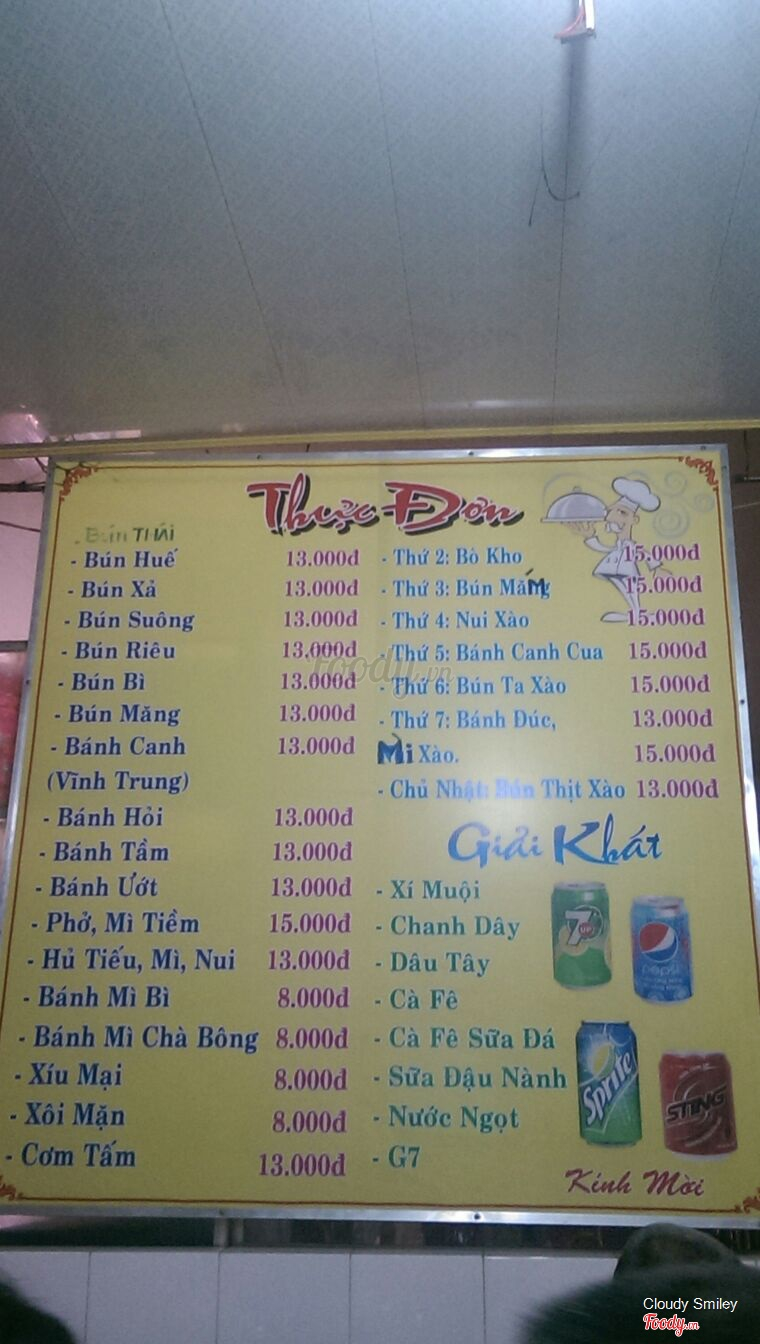 Thực Đơn
Bún THÁI
- Bún Huế 13.000đ
- Bún Xả 13.000đ
- Bún Suông 13.000đ
- Bún Riêu 13.000đ
- Bún Bì 13.000đ
- Bún Măng 13.000đ
- Bánh Canh 13.000đ
(Vĩnh Trung)
- Bánh Hỏi 13.000đ
- Bánh Tầm 13.000đ
- Bánh Ướt 13.000đ
- Phở, Mì Tiềm 15.000đ
- Hủ Tiếu, Mì, Nui 13.000đ
- Bánh Mì Bì 8.000đ
- Bánh Mì Chà Bông 8.000đ
- Xíu Mại 8.000đ
- Xôi Mặn 8.000đ
- Cơm Tấm 13.000đ
- Thứ 2: Bò Kho 15.000đ
- Thứ 3: Bún Mắm 15.000đ
- Thứ 4: Nui Xào 15.000đ
- Thứ 5: Bánh Canh Cua 15.000đ
- Thứ 6: Bún Ta Xào 15.000đ
- Thứ 7: Bánh Đúc, 13.000đ
Mì Xào. 15.000đ
- Chủ Nhật: Bún Thịt Xào 13.000đ
Giải Khát
- Xí Muội
- Chanh Dây
- Dâu Tây
- Cà Fê
- Cà Fê Sữa Đá
- Sữa Đậu Nành
- Nước Ngọt
- G7
7UP
pepsi
Sprite
STING
Kính Mời
foody.vn
Cloudy Smiley
Foody.vn